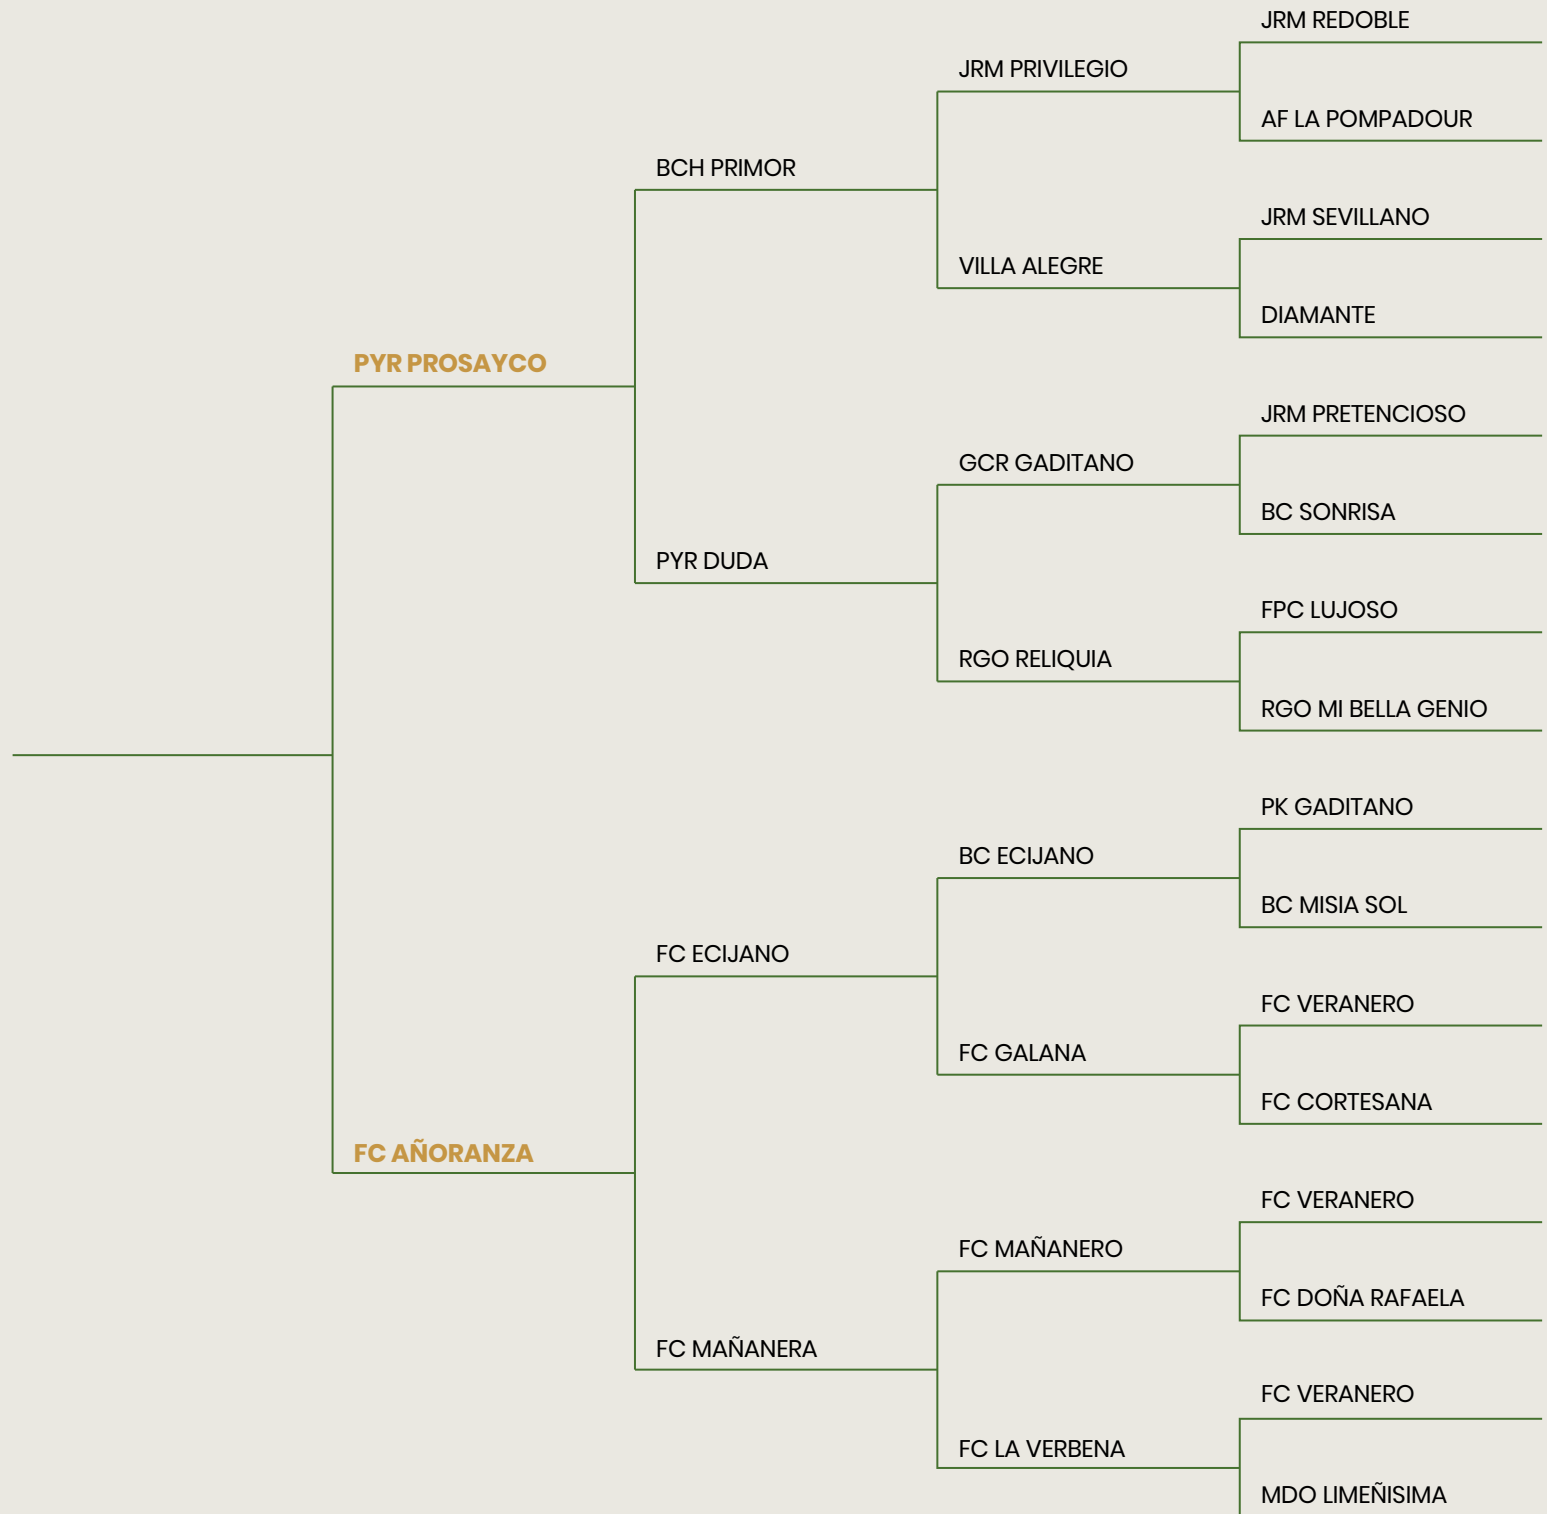 JRM REDOBLE
JRM PRIVILEGIO
AF LA POMPADOUR
BCH PRIMOR
JRM SEVILLANO
VILLA ALEGRE
DIAMANTE
PYR PROSAYCO
JRM PRETENCIOSO
GCR GADITANO
BC SONRISA
PYR DUDA
FPC LUJOSO
RGO RELIQUIA
RGO MI BELLA GENIO
PK GADITANO
BC ECIJANO
BC MISIA SOL
FC ECIJANO
FC VERANERO
FC GALANA
FC CORTESANA
FC AÑORANZA
FC VERANERO
FC MAÑANERO
FC DOÑA RAFAELA
FC MAÑANERA
FC VERANERO
FC LA VERBENA
MDO LIMEÑISIMA